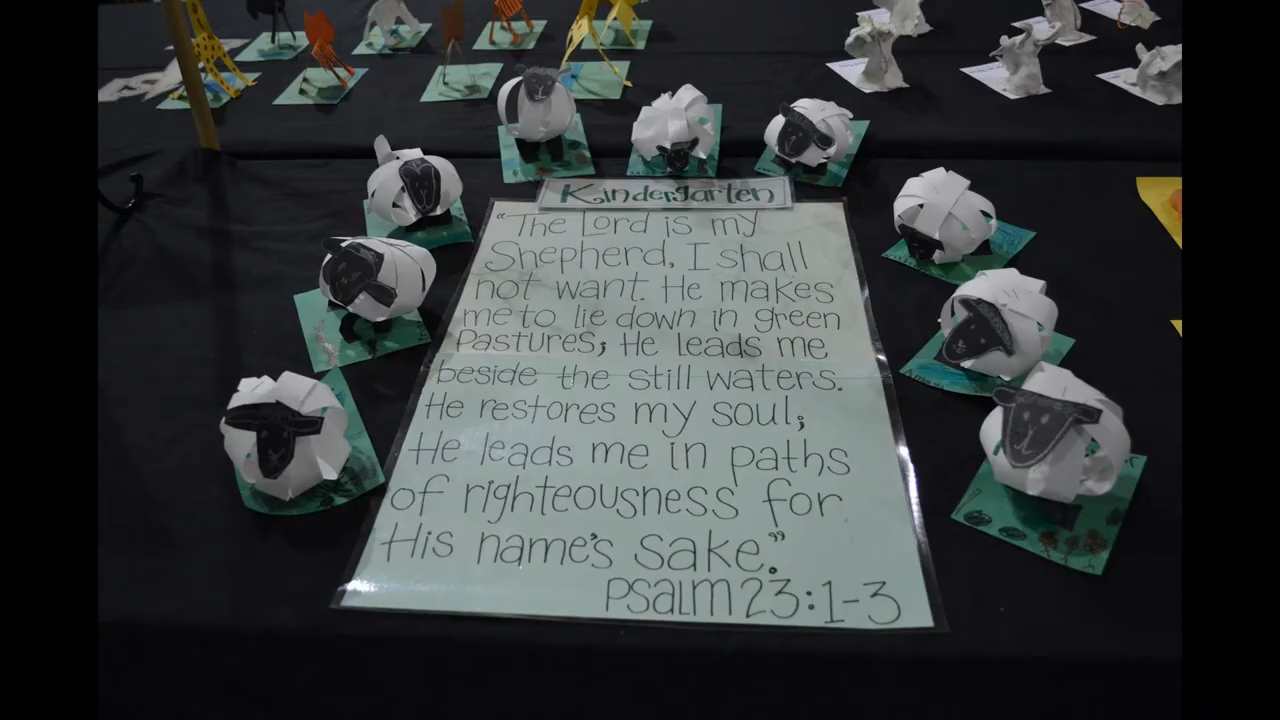 Kindergarten
"The Lord is my
Shepherd, I shall
not want. He makes
me to lie down in green
Pastures; He leads me
beside the still waters.
He restores my soul;
He leads me in paths
of righteousness for
His name's sake."
Psalm 23:1-3